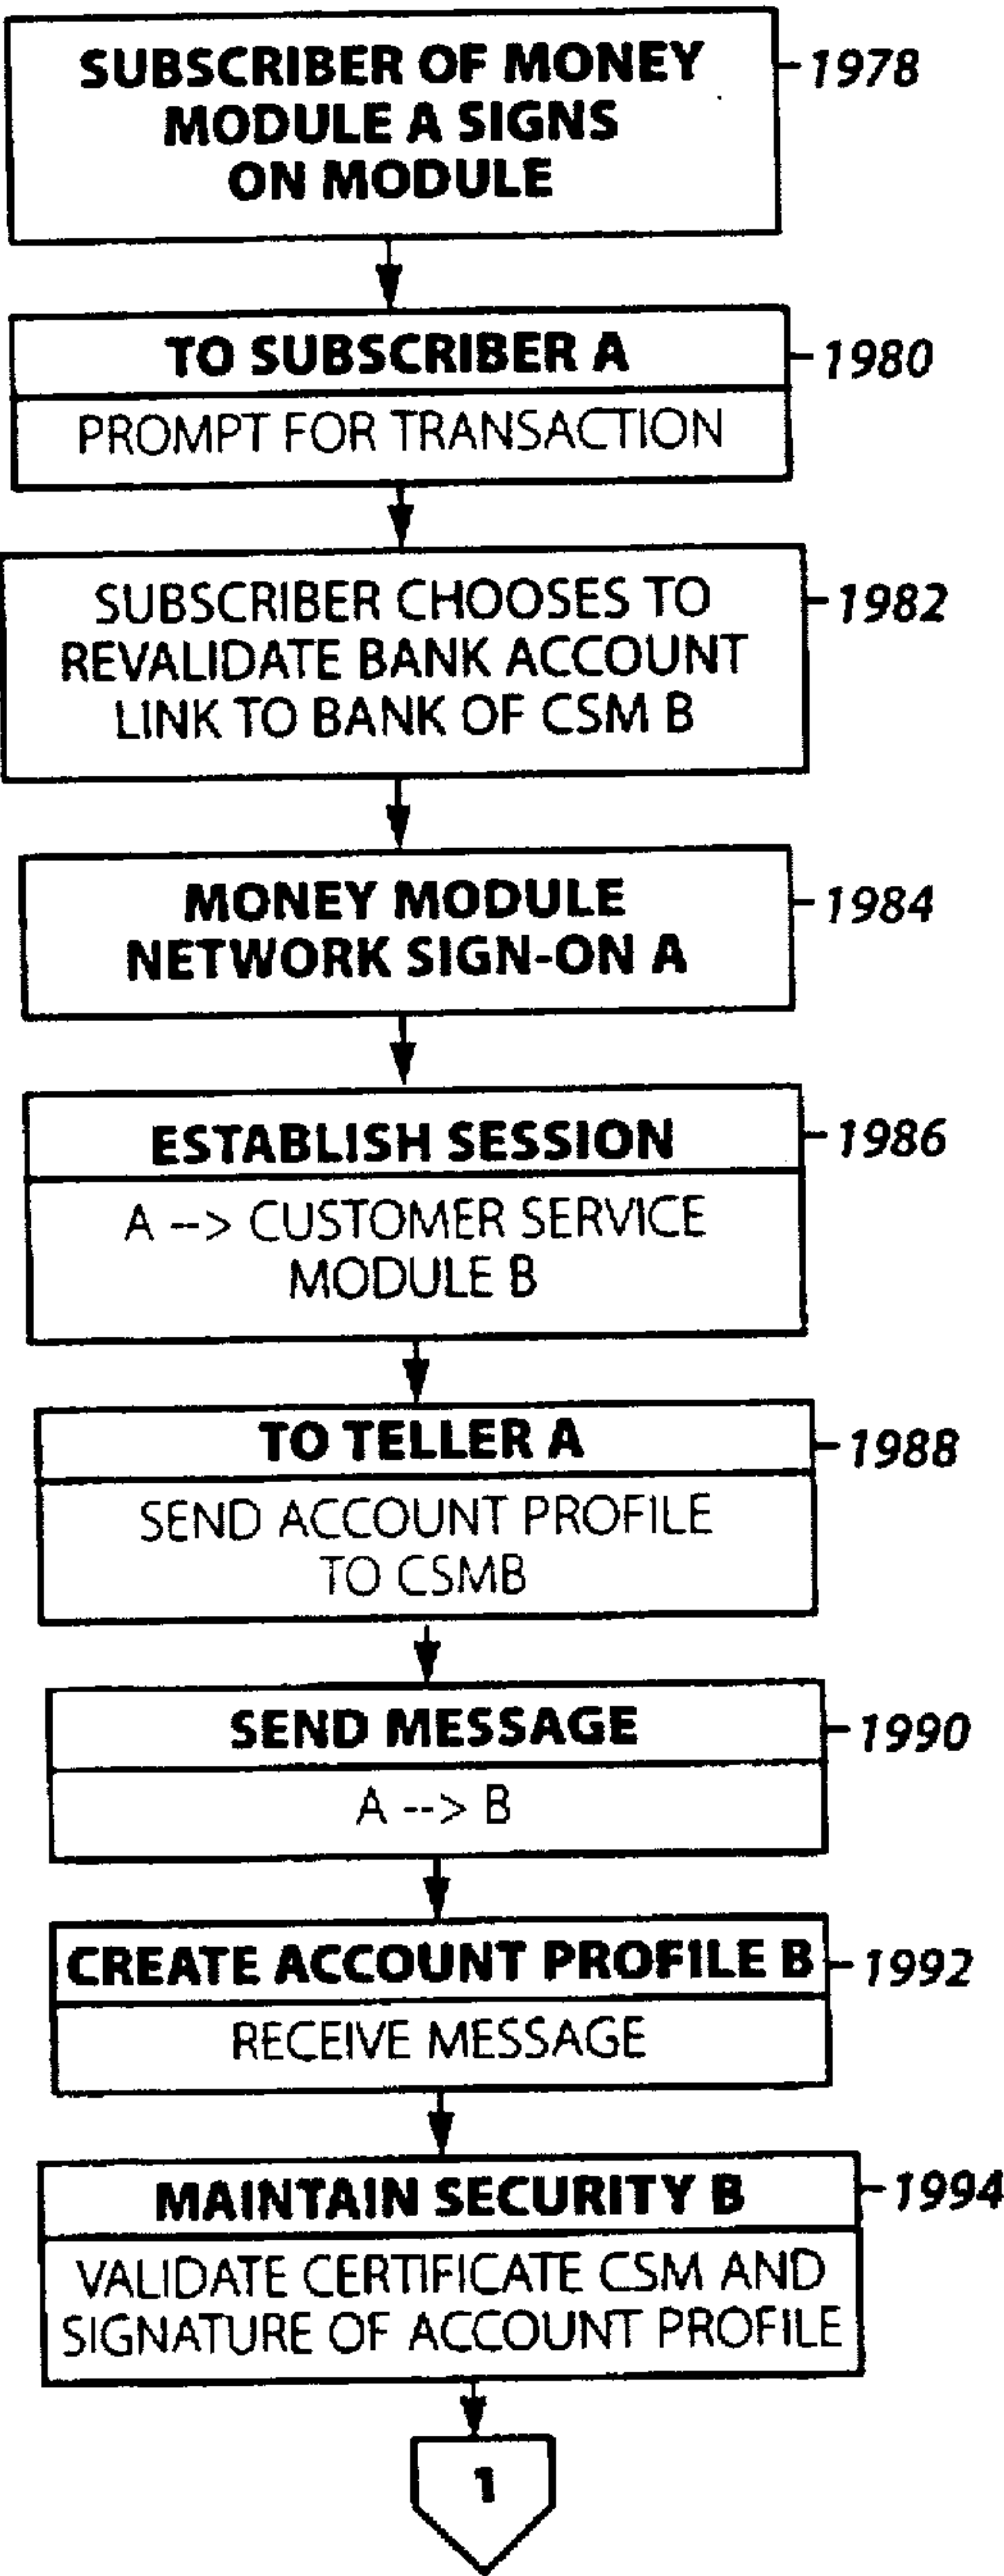 SUBSCRIBER OF MONEY
MODULE A SIGNS
ON MODULE
1978
TO SUBSCRIBER A
1980
PROMPT FOR TRANSACTION
SUBSCRIBER CHOOSES TO
REVALIDATE BANK ACCOUNT
LINK TO BANK OF CSM B
1982
MONEY MODULE
NETWORK SIGN-ON A
1984
ESTABLISH SESSION
1986
A --> CUSTOMER SERVICE
MODULE B
TO TELLER A
1988
SEND ACCOUNT PROFILE
TO CSMB
SEND MESSAGE
1990
A --> B
CREATE ACCOUNT PROFILE B
1992
RECEIVE MESSAGE
MAINTAIN SECURITY B
1994
VALIDATE CERTIFICATE CSM AND
SIGNATURE OF ACCOUNT PROFILE
1